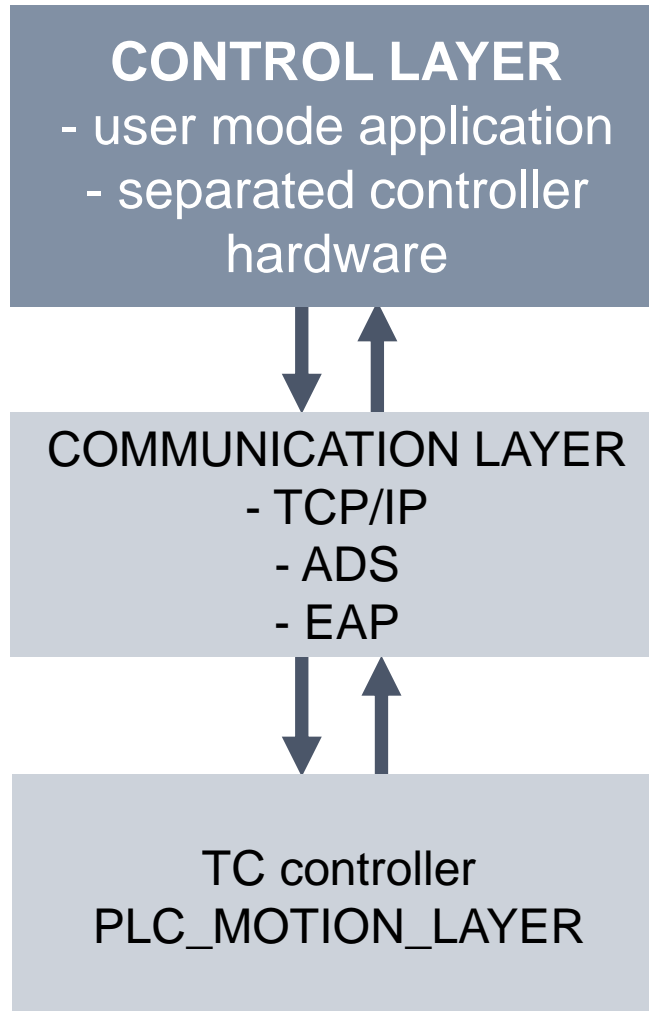 CONTROL LAYER
- user mode application
- separated controller
hardware
COMMUNICATION LAYER
- TCP/IP
- ADS
- EAP
TC controller
PLC_MOTION_LAYER